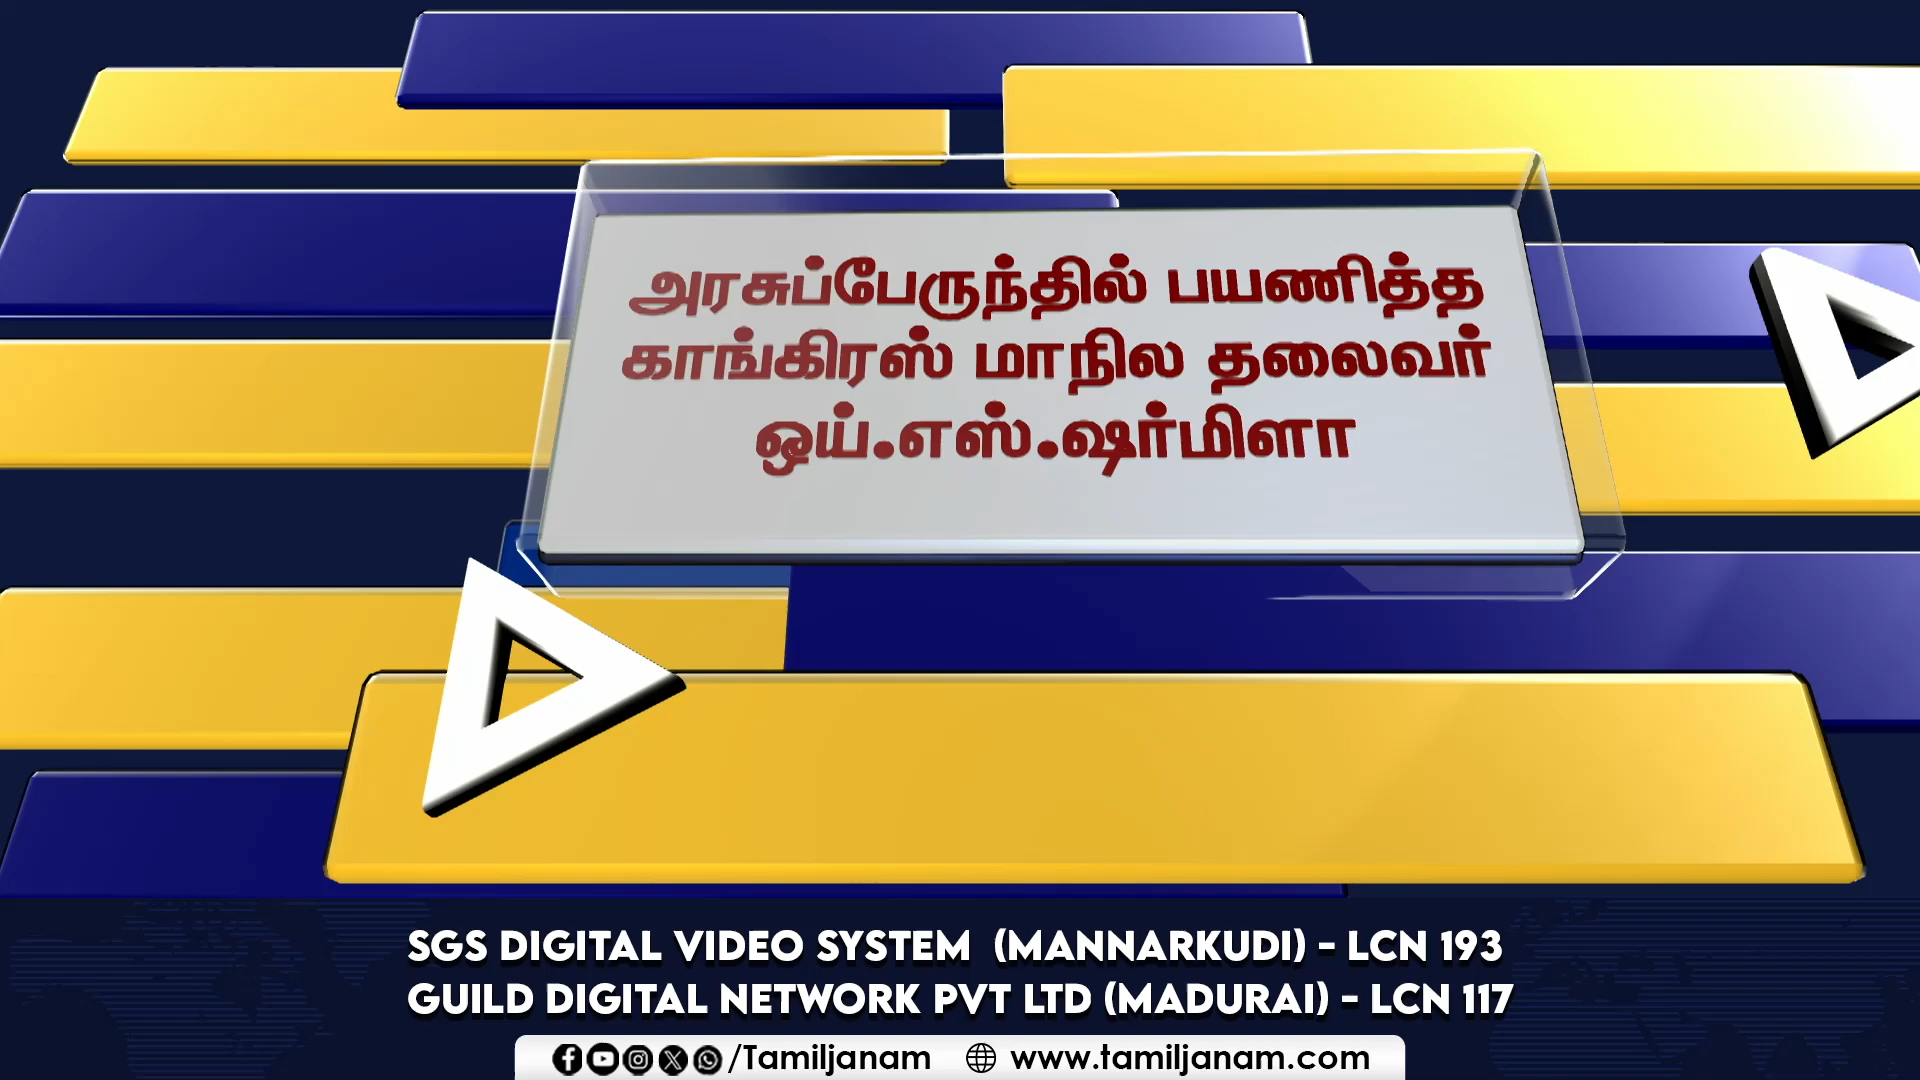 அரசுப்பேருந்தில் பயணித்த
காங்கிரஸ் மாநில தலைவர்
ஒய்.எஸ்.ஷர்மிளா
SGS DIGITAL VIDEO SYSTEM (MANNARKUDI) - LCN 193
GUILD DIGITAL NETWORK PVT LTD (MADURAI) - LCN 117
/Tamiljanam www.tamiljanam.com